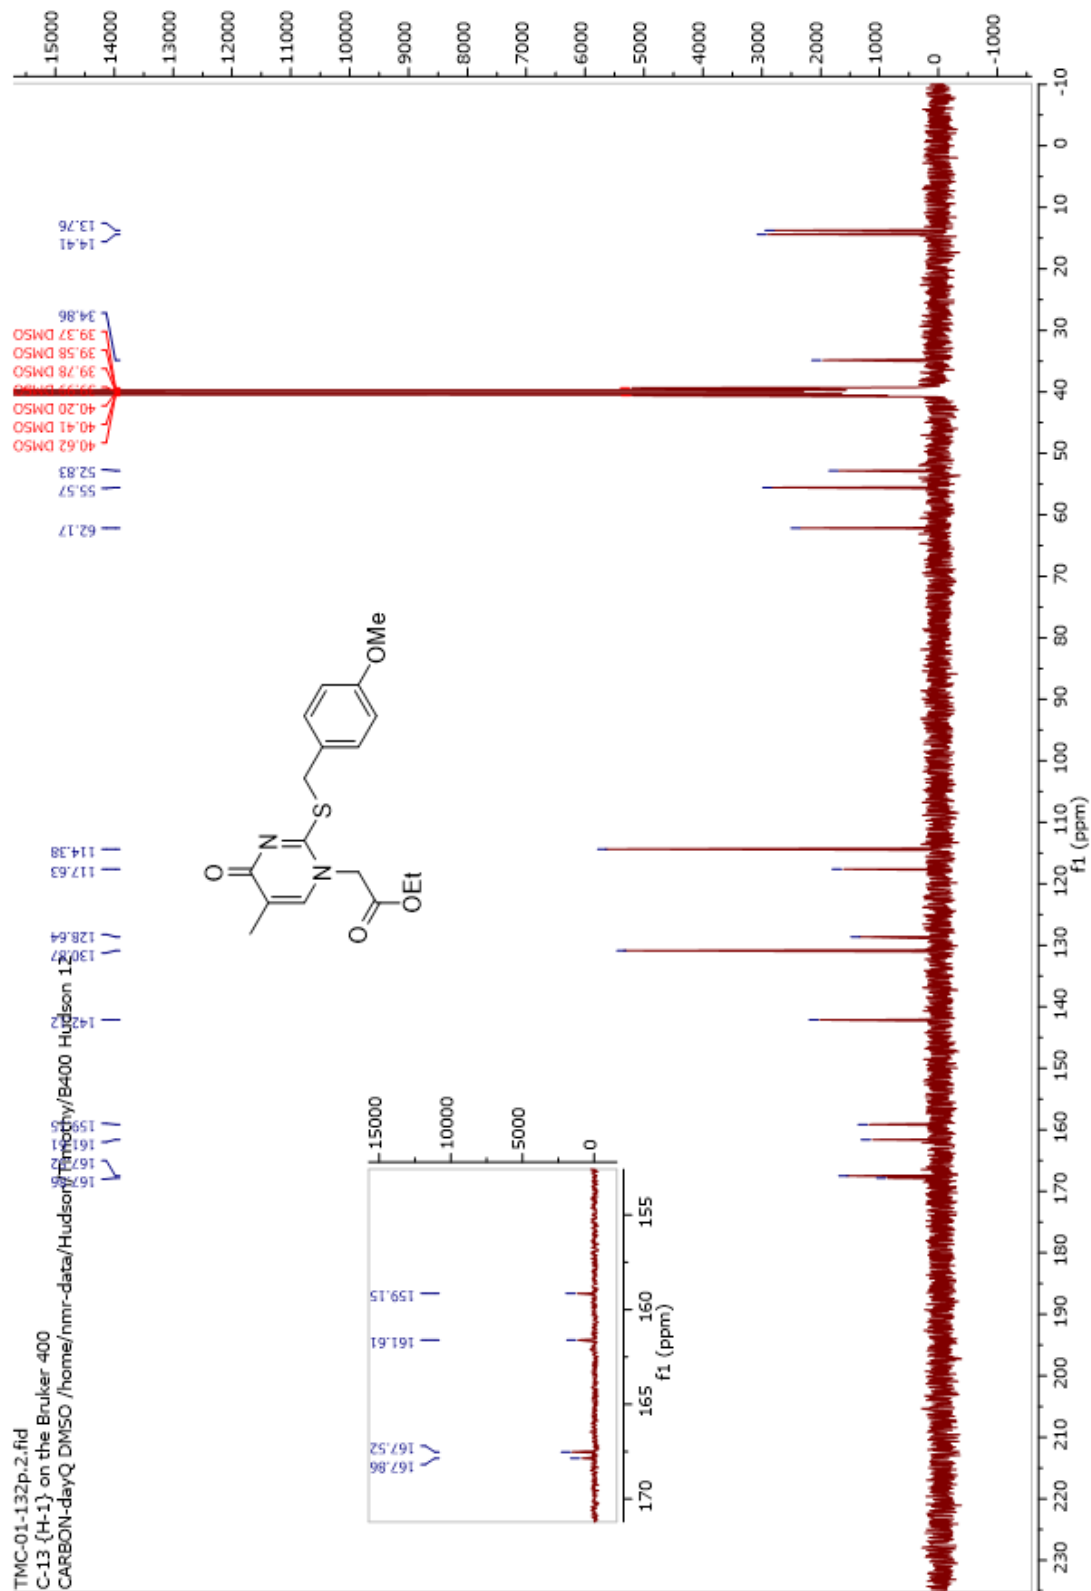 TMC-01-132p.2.fid
C-13 {H-1} on the Bruker 400
CARBON-dayQ DMSO /home/nmr-data/Hudson/Timothy/B400 Hudson 12
167.86
167.52
161.61
159.15
142.12
130.87
128.64
117.63
114.38
62.17
55.57
52.83
40.62 DMSO
40.41 DMSO
40.20 DMSO
39.99 DMSO
39.78 DMSO
39.58 DMSO
39.37 DMSO
34.86
14.41
13.76
15000
14000
13000
12000
11000
10000
9000
8000
7000
6000
5000
4000
3000
2000
1000
0
-1000
O
N
N
S
O
OEt
OMe
167.86
167.52
161.61
159.15
15000
10000
5000
0
170 165 160 155
f1 (ppm)
230 220 210 200 190 180 170 160 150 140 130 120 110 100 90 80 70 60 50 40 30 20 10 0 -10
f1 (ppm)